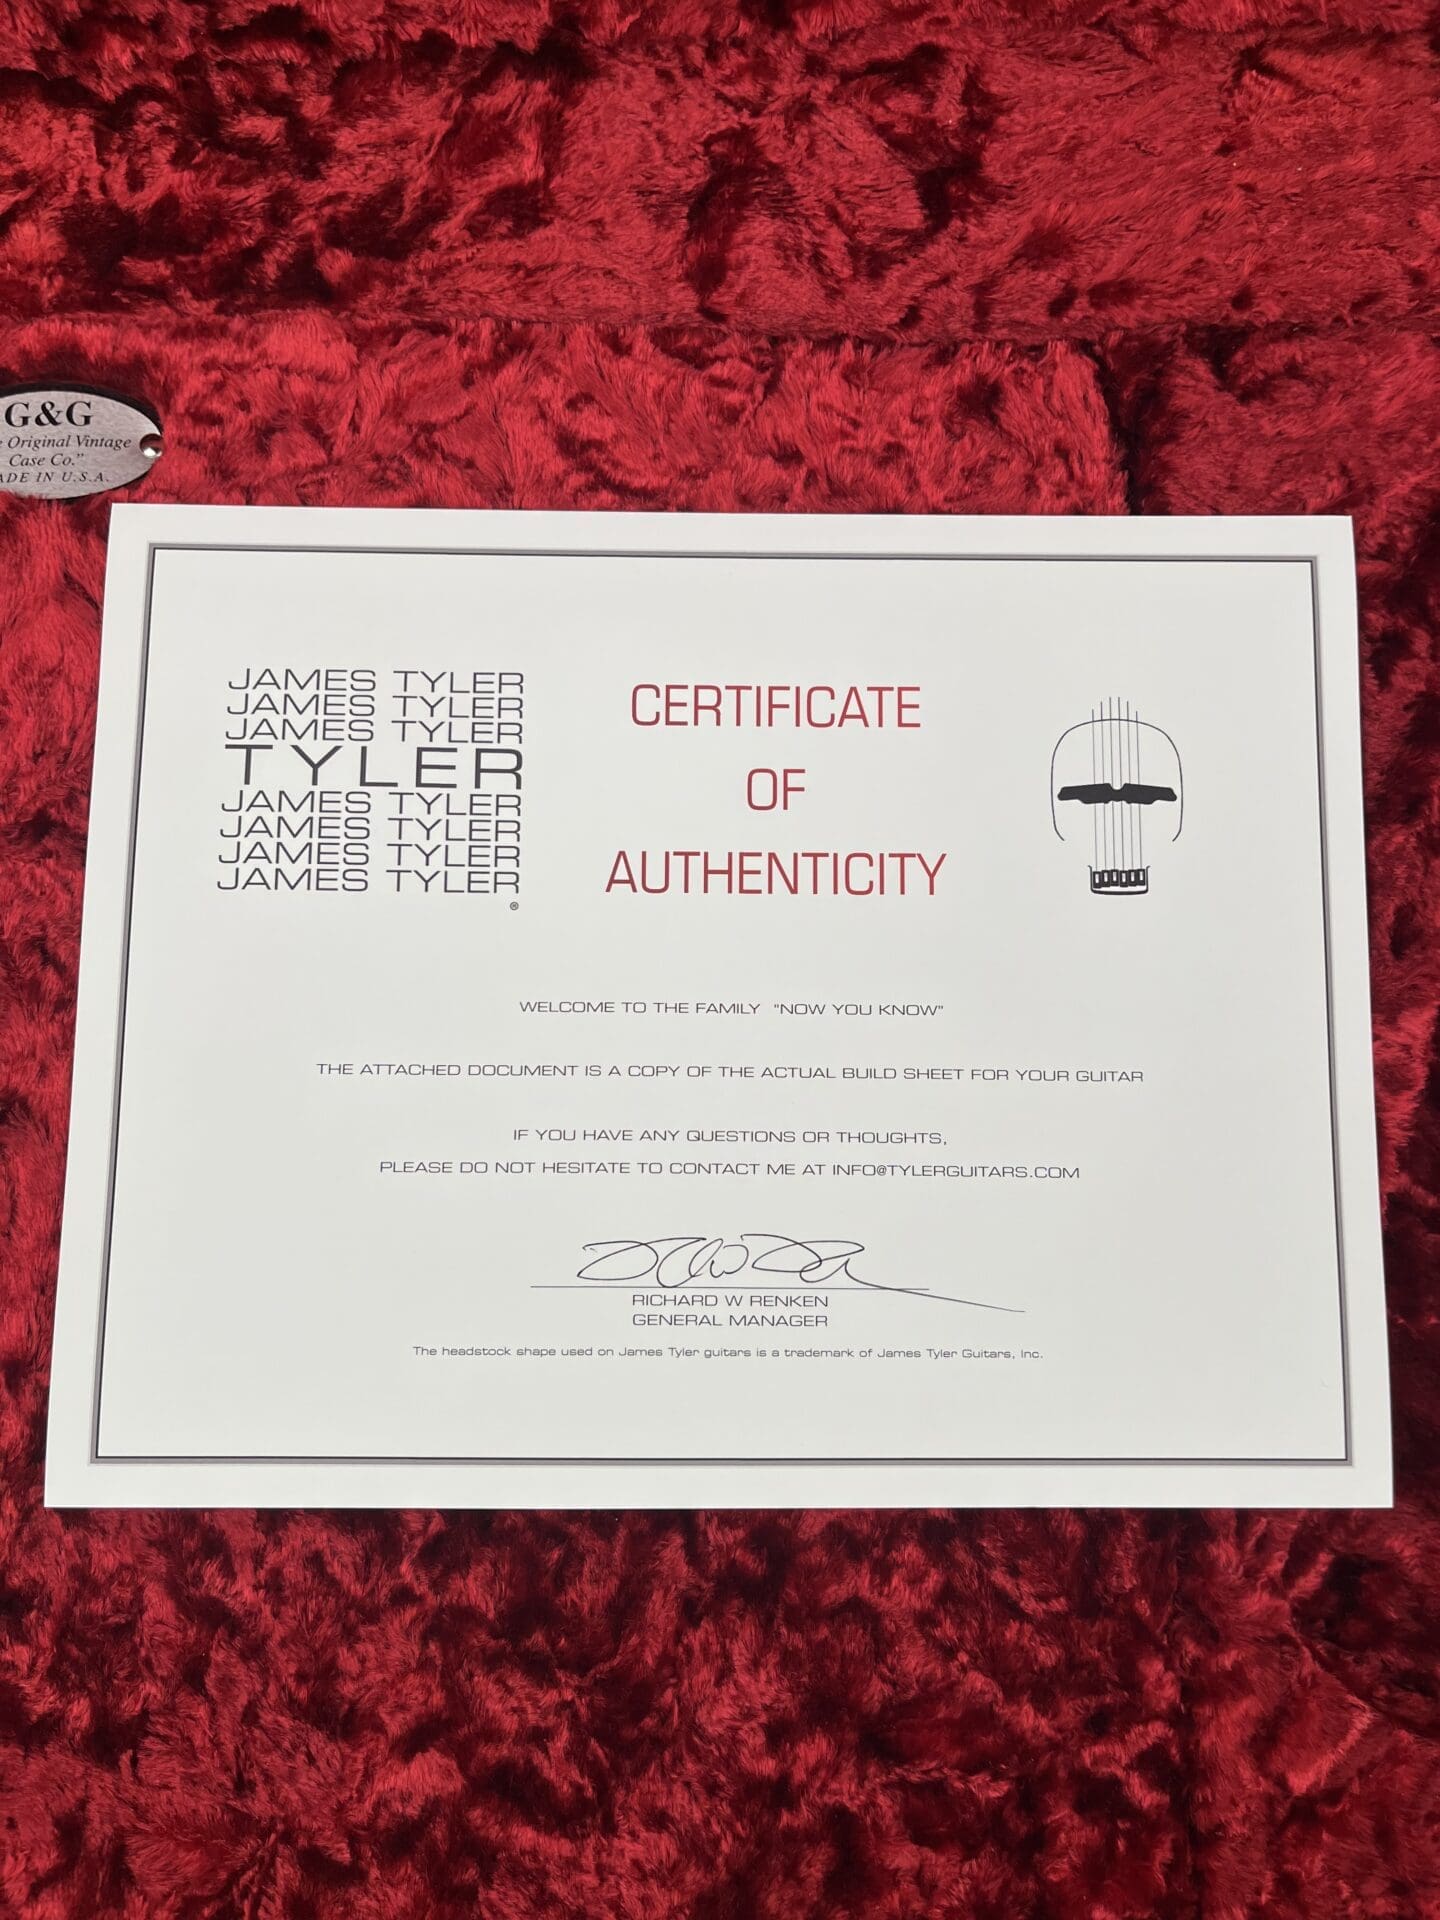 G&G
Original Vintage
Case Co."
MADE IN U.S.A.
JAMES TYLER
JAMES TYLER
JAMES TYLER
TYLER
JAMES TYLER
JAMES TYLER
JAMES TYLER
JAMES TYLER
®
CERTIFICATE
OF
AUTHENTICITY
WELCOME TO THE FAMILY "NOW YOU KNOW"
THE ATTACHED DOCUMENT IS A COPY OF THE ACTUAL BUILD SHEET FOR YOUR GUITAR
IF YOU HAVE ANY QUESTIONS OR THOUGHTS,
PLEASE DO NOT HESITATE TO CONTACT ME AT INFO@TYLERGUITARS.COM
RICHARD W RENKEN
GENERAL MANAGER
The headstock shape used on James Tyler guitars is a trademark of James Tyler Guitars, Inc.